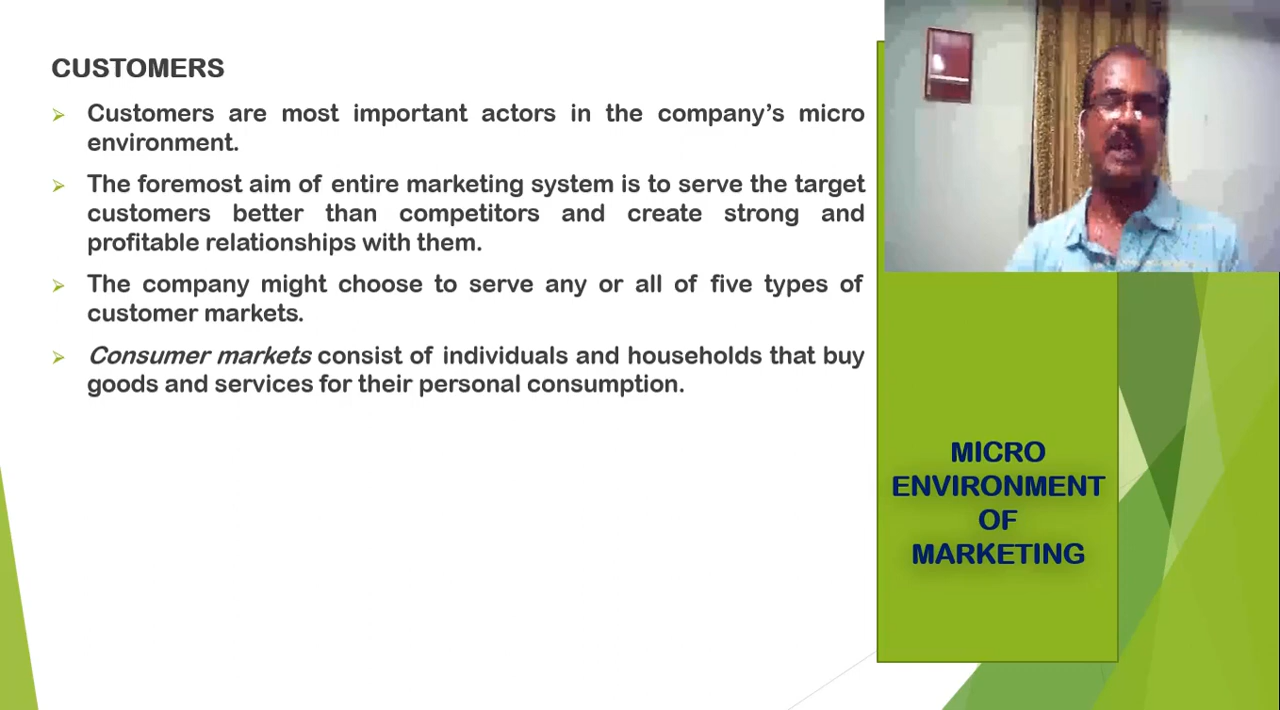 CUSTOMERS
Customers are most important actors in the company's micro
environment.
The foremost aim of entire marketing system is to serve the target
customers better than competitors and create strong and
profitable relationships with them.
The company might choose to serve any or all of five types of
customer markets.
Consumer markets consist of individuals and households that buy
goods and services for their personal consumption.
MICRO
ENVIRONMENT
OF
MARKETING